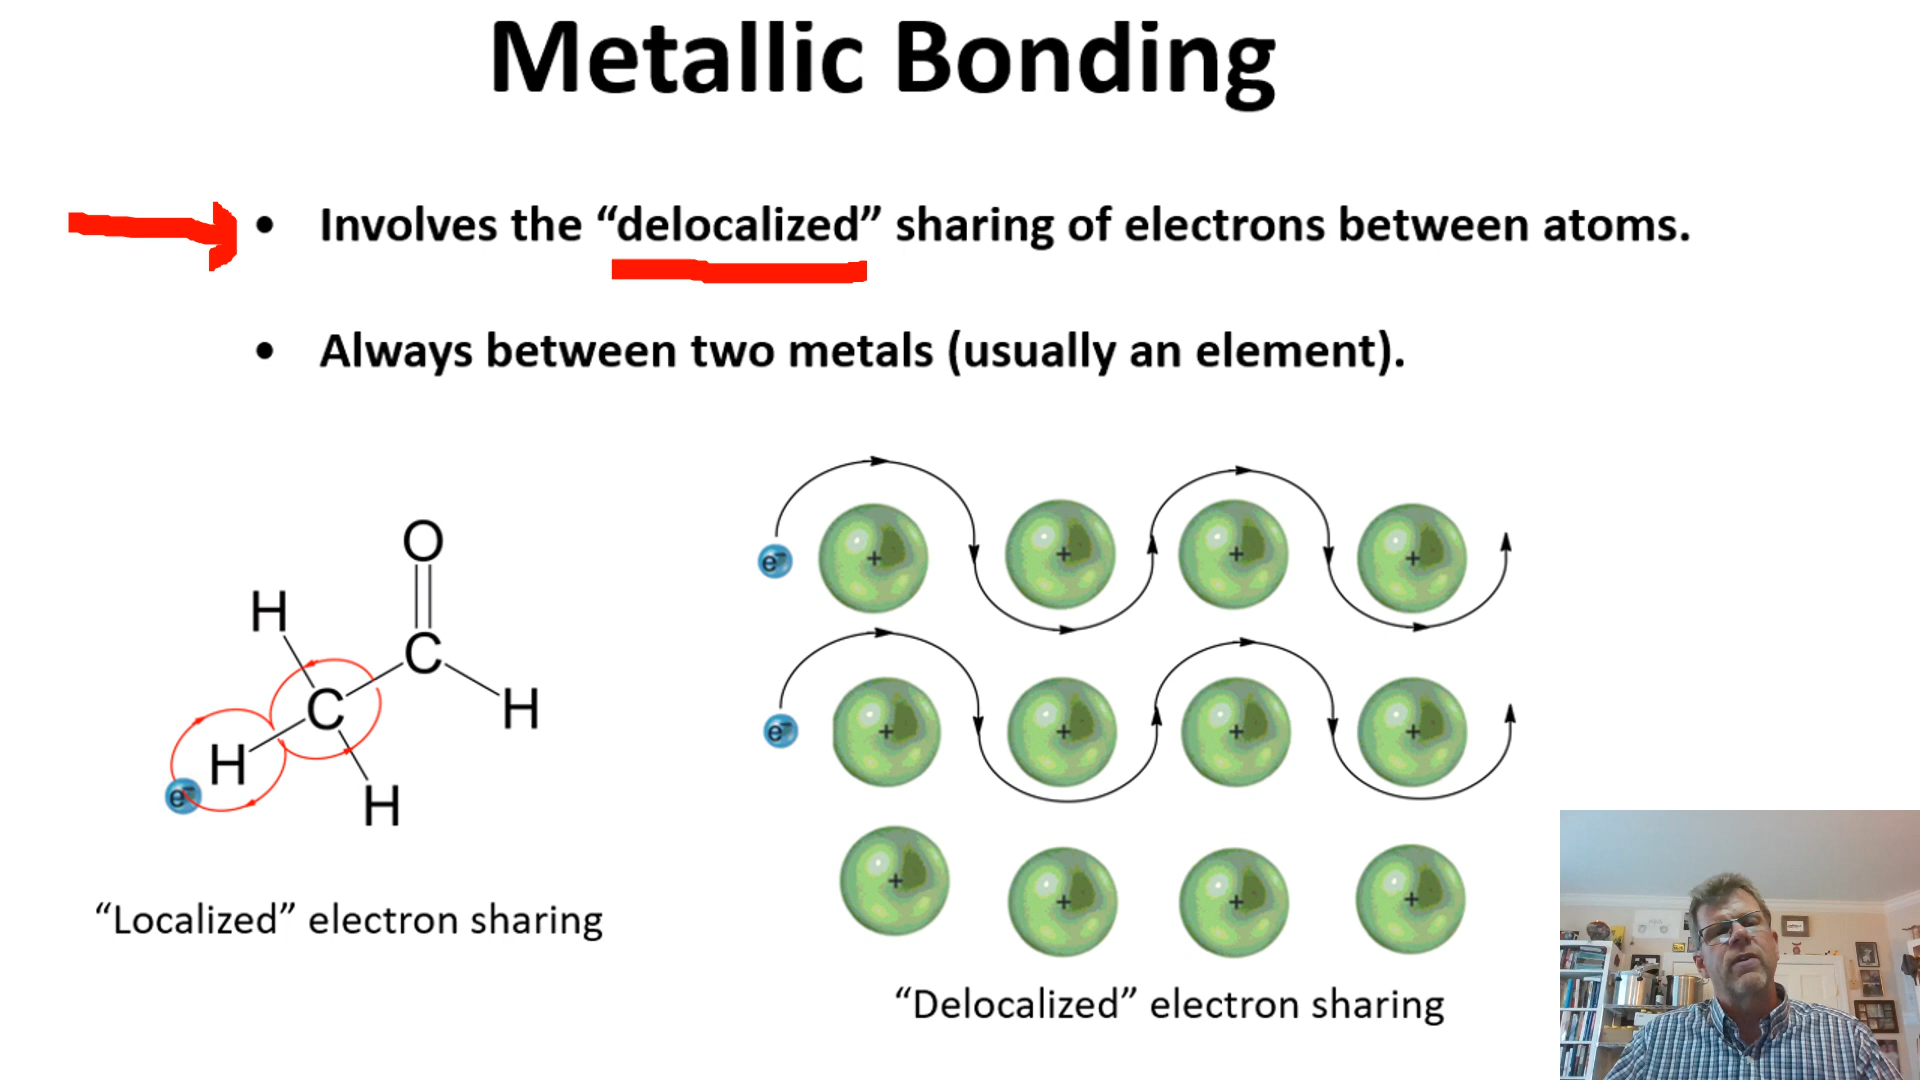 Metallic Bonding
• Involves the “delocalized” sharing of electrons between atoms.
• Always between two metals (usually an element).
O
H
C
C
H
H
e⁻
H
“Localized” electron sharing
e⁻ + + + +
e⁻ + + + +
+ + + +
“Delocalized” electron sharing